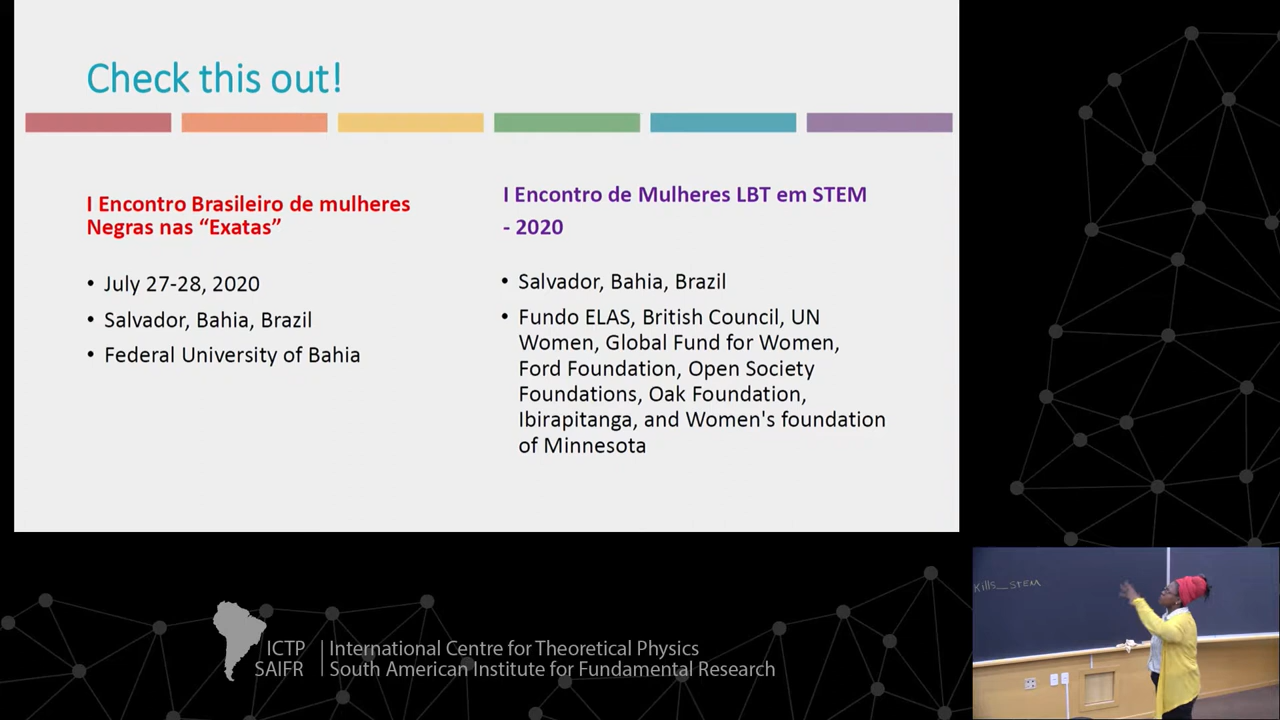 Check this out!
I Encontro Brasileiro de mulheres
Negras nas “Exatas”
• July 27-28, 2020
• Salvador, Bahia, Brazil
• Federal University of Bahia
I Encontro de Mulheres LBT em STEM
- 2020
• Salvador, Bahia, Brazil
• Fundo ELAS, British Council, UN
Women, Global Fund for Women,
Ford Foundation, Open Society
Foundations, Oak Foundation,
Ibirapitanga, and Women's foundation
of Minnesota
kills_STEM
ICTP | International Centre for Theoretical Physics
SAIFR | South American Institute for Fundamental Research